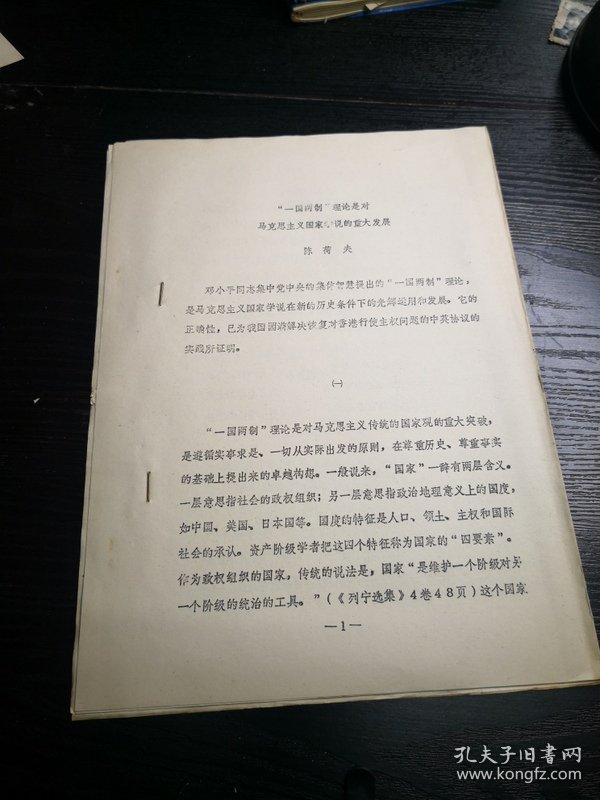 “一国两制”理论是对
马克思主义国家学说的重大发展
陈荷夫
邓小平同志集中党中央的集体智慧提出的“一国两制”理论，
是马克思主义国家学说在新的历史条件下的光辉运用和发展。它的
正确性，已为我国圆满解决恢复对香港行使主权问题的中英协议的
实践所证明。
㈠
“一国两制”理论是对马克思主义传统的国家观的重大突破，
是遵循实事求是、一切从实际出发的原则，在尊重历史、尊重事实
的基础上提出来的卓越构想。一般说来，“国家”一辞有两层含义。
一层意思指社会的政权组织；另一层意思指政治地理意义上的国度，
如中国、美国、日本国等。国度的特征是人口、领土、主权和国际
社会的承认。资产阶级学者把这四个特征称为国家的“四要素”。
作为政权组织的国家，传统的说法是，国家“是维护一个阶级对另
一个阶级的统治的工具。”（《列宁选集》4卷48页）这个国家
—1—
孔夫子旧书网
www.kongfz.com